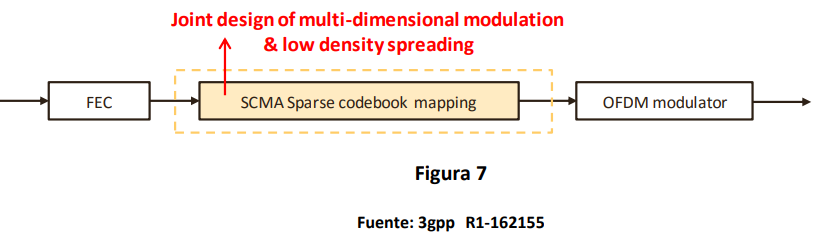 Joint design of multi-dimensional modulation
& low density spreading
FEC
SCMA Sparse codebook mapping
OFDM modulator
Figura 7
Fuente: 3gpp R1-162155